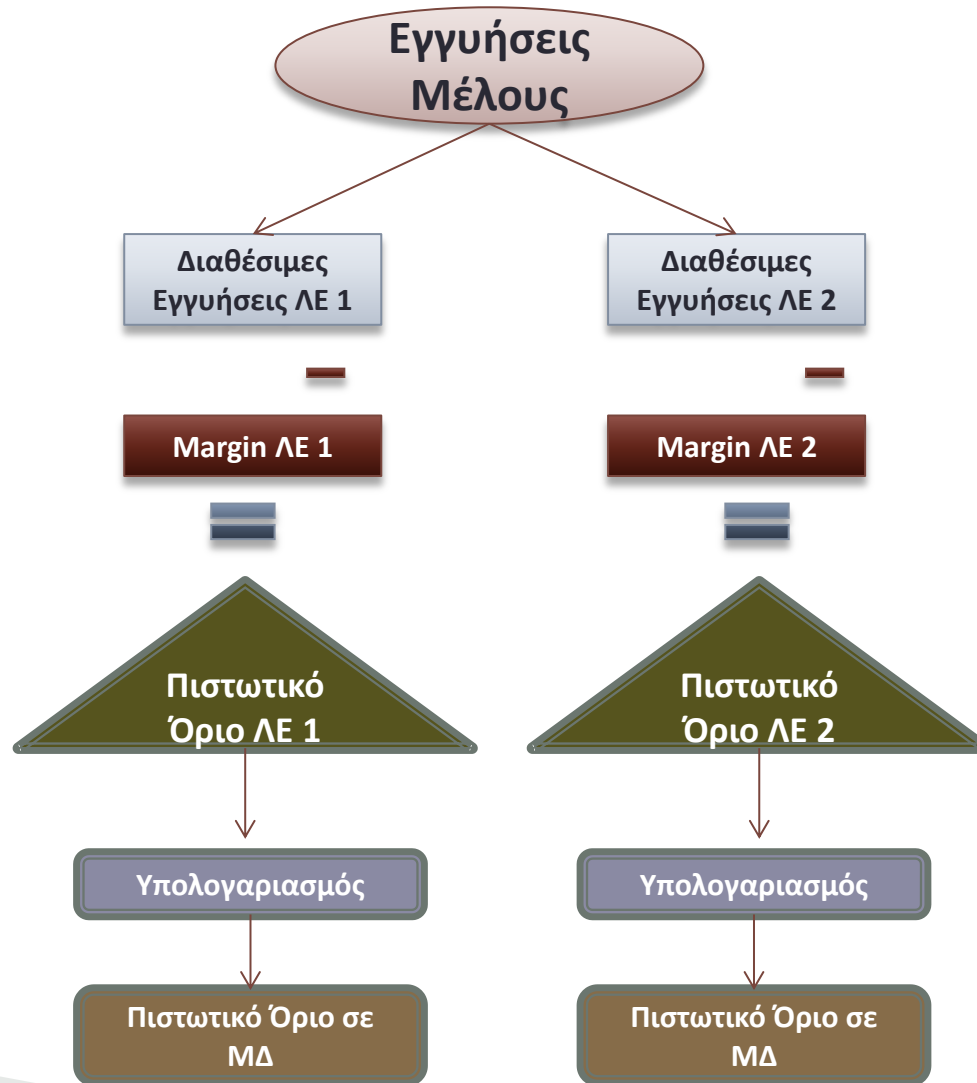 Εγγυήσεις
Μέλους
Διαθέσιμες
Εγγυήσεις ΛΕ 1
Διαθέσιμες
Εγγυήσεις ΛΕ 2
Margin ΛΕ 1
Margin ΛΕ 2
Πιστωτικό
Όριο ΛΕ 1
Πιστωτικό
Όριο ΛΕ 2
Υπολογαριασμός
Υπολογαριασμός
Πιστωτικό Όριο σε
ΜΔ
Πιστωτικό Όριο σε
ΜΔ